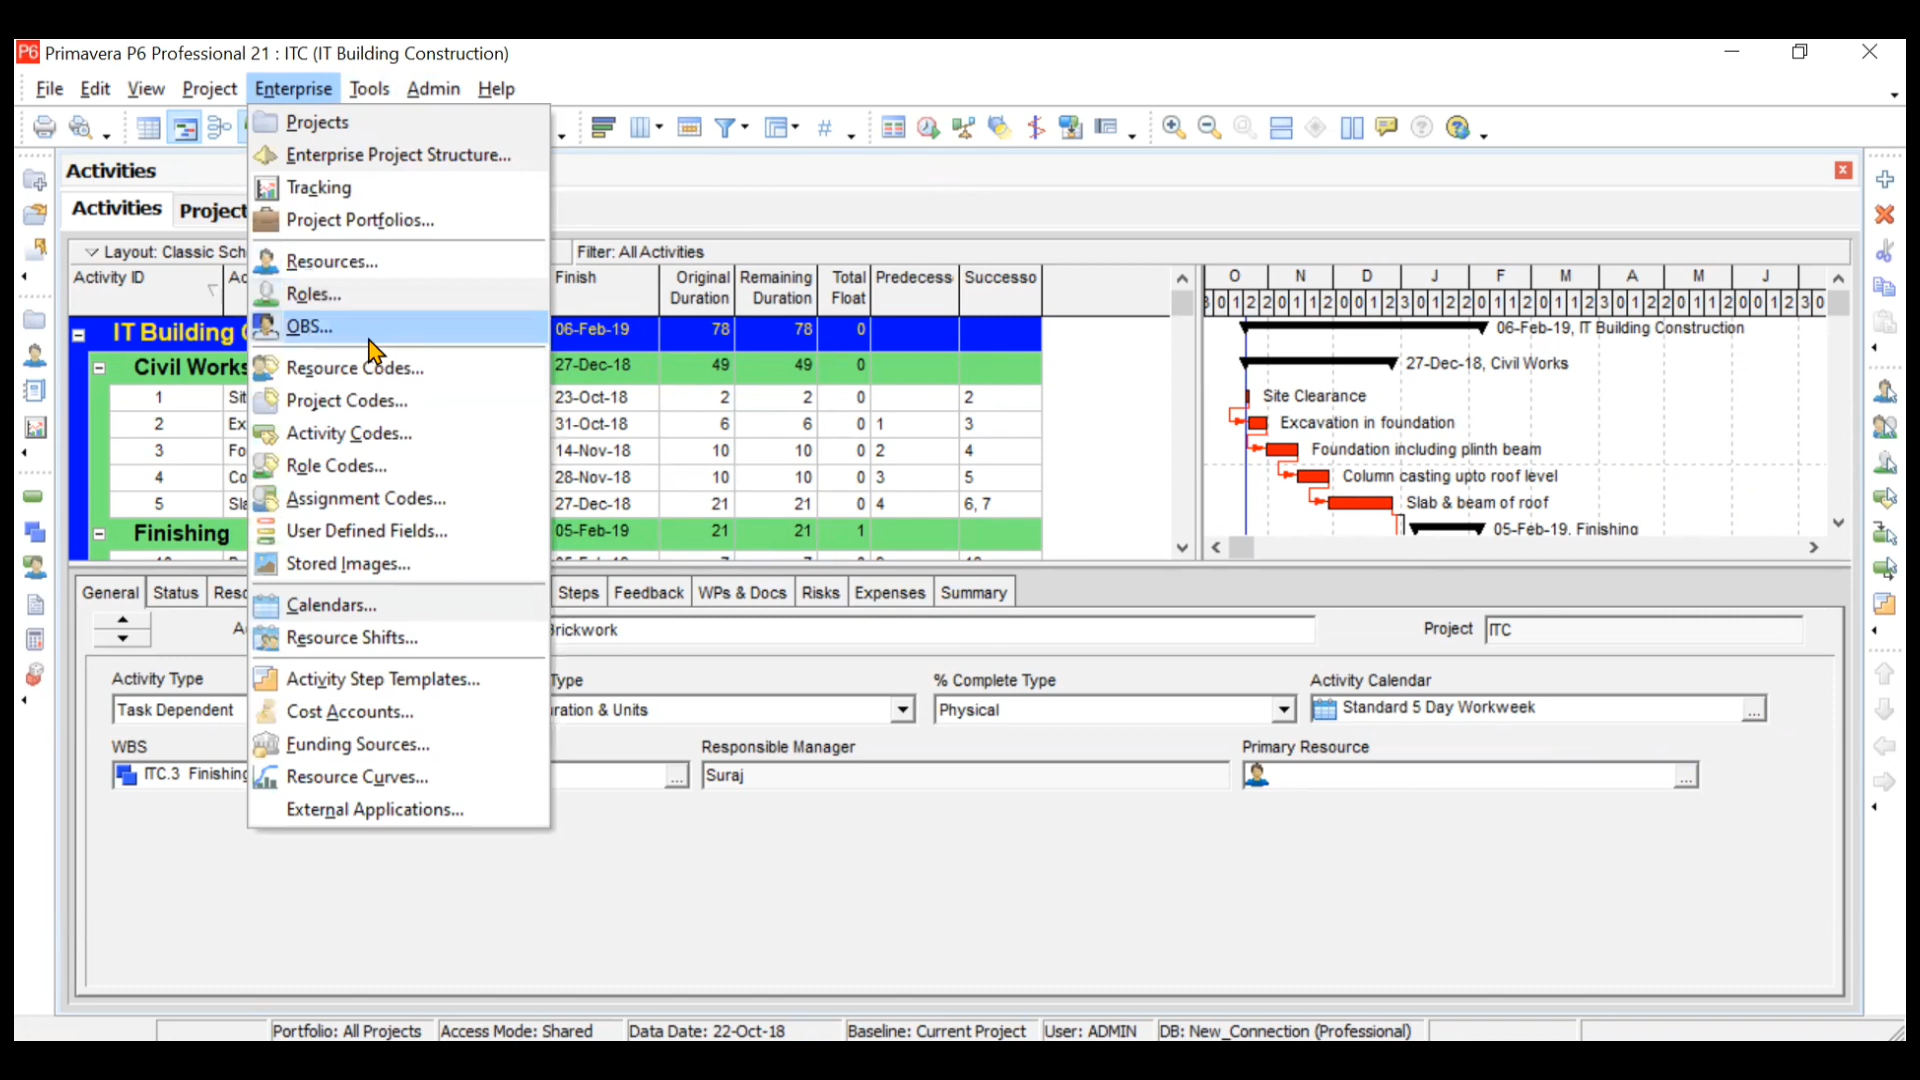 P6 Primavera P6 Professional 21 : ITC (IT Building Construction)
File Edit View Project Enterprise Tools Admin Help
Projects
Enterprise Project Structure...
Tracking
Project Portfolios...
Resources...
Roles...
OBS...
Resource Codes...
Project Codes...
Activity Codes...
Role Codes...
Assignment Codes...
User Defined Fields...
Stored Images...
Calendars...
Resource Shifts...
Activity Step Templates...
Cost Accounts...
Funding Sources...
Resource Curves...
External Applications...
Activities
Activities Project
Layout: Classic Sch Filter: All Activities
Activity ID Ac Finish Original Duration Remaining Duration Total Float Predecess Successo
O N D J F M A M J
IT Building 06-Feb-19 78 78 0
Civil Works 27-Dec-18 49 49 0
1 Sit 23-Oct-18 2 2 0 2
2 Ex 31-Oct-18 6 6 0 1 3
3 Fo 14-Nov-18 10 10 0 2 4
4 Co 28-Nov-18 10 10 0 3 5
5 Sla 27-Dec-18 21 21 0 4 6, 7
Finishing 05-Feb-19 21 21 1
06-Feb-19, IT Building Construction
27-Dec-18, Civil Works
Site Clearance
Excavation in foundation
Foundation including plinth beam
Column casting upto roof level
Slab & beam of roof
05-Feb-19, Finishing
General Status Reso Steps Feedback WPs & Docs Risks Expenses Summary
Ac Brickwork Project ITC
Activity Type Type % Complete Type Activity Calendar
Task Dependent ration & Units Physical Standard 5 Day Workweek
WBS Responsible Manager Primary Resource
ITC.3 Finishing Suraj
Portfolio: All Projects Access Mode: Shared Data Date: 22-Oct-18 Baseline: Current Project User: ADMIN DB: New_Connection (Professional)